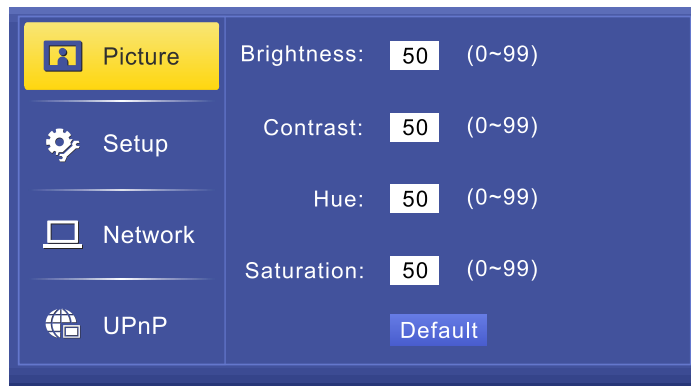 Picture
Setup
Network
UPnP
Brightness: 50 (0~99)
Contrast: 50 (0~99)
Hue: 50 (0~99)
Saturation: 50 (0~99)
Default